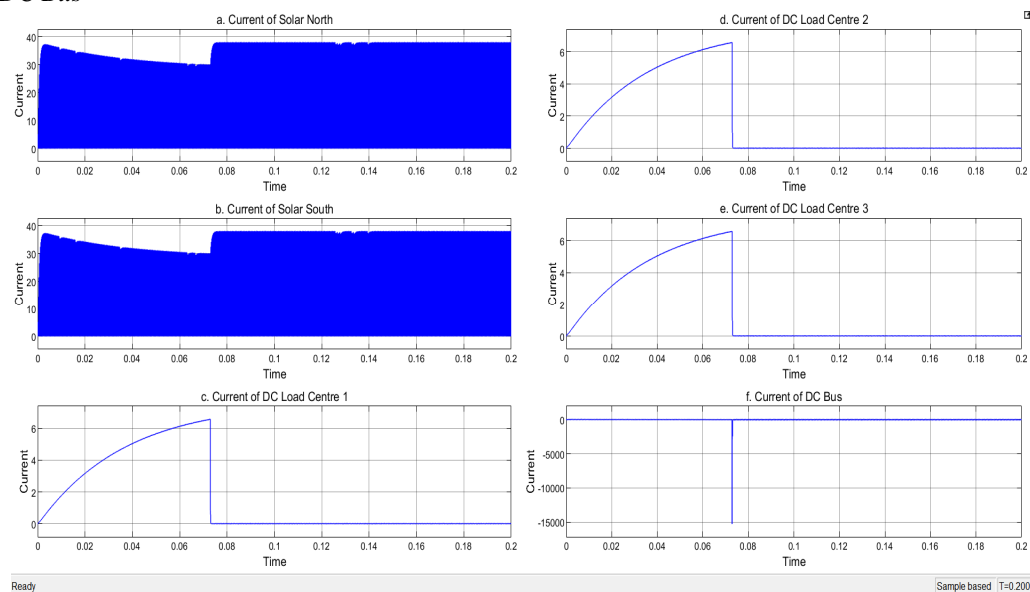 DC Bus
a. Current of Solar North
Current
40
30
20
10
0
0 0.02 0.04 0.06 0.08 0.1 0.12 0.14 0.16 0.18 0.2
Time
b. Current of Solar South
Current
40
30
20
10
0
0 0.02 0.04 0.06 0.08 0.1 0.12 0.14 0.16 0.18 0.2
Time
c. Current of DC Load Centre 1
Current
6
4
2
0
0 0.02 0.04 0.06 0.08 0.1 0.12 0.14 0.16 0.18 0.2
Time
d. Current of DC Load Centre 2
Current
6
4
2
0
0 0.02 0.04 0.06 0.08 0.1 0.12 0.14 0.16 0.18 0.2
Time
e. Current of DC Load Centre 3
Current
6
4
2
0
0 0.02 0.04 0.06 0.08 0.1 0.12 0.14 0.16 0.18 0.2
Time
f. Current of DC Bus
Current
0
-5000
-10000
-15000
0 0.02 0.04 0.06 0.08 0.1 0.12 0.14 0.16 0.18 0.2
Time
Ready
Sample based T=0.200